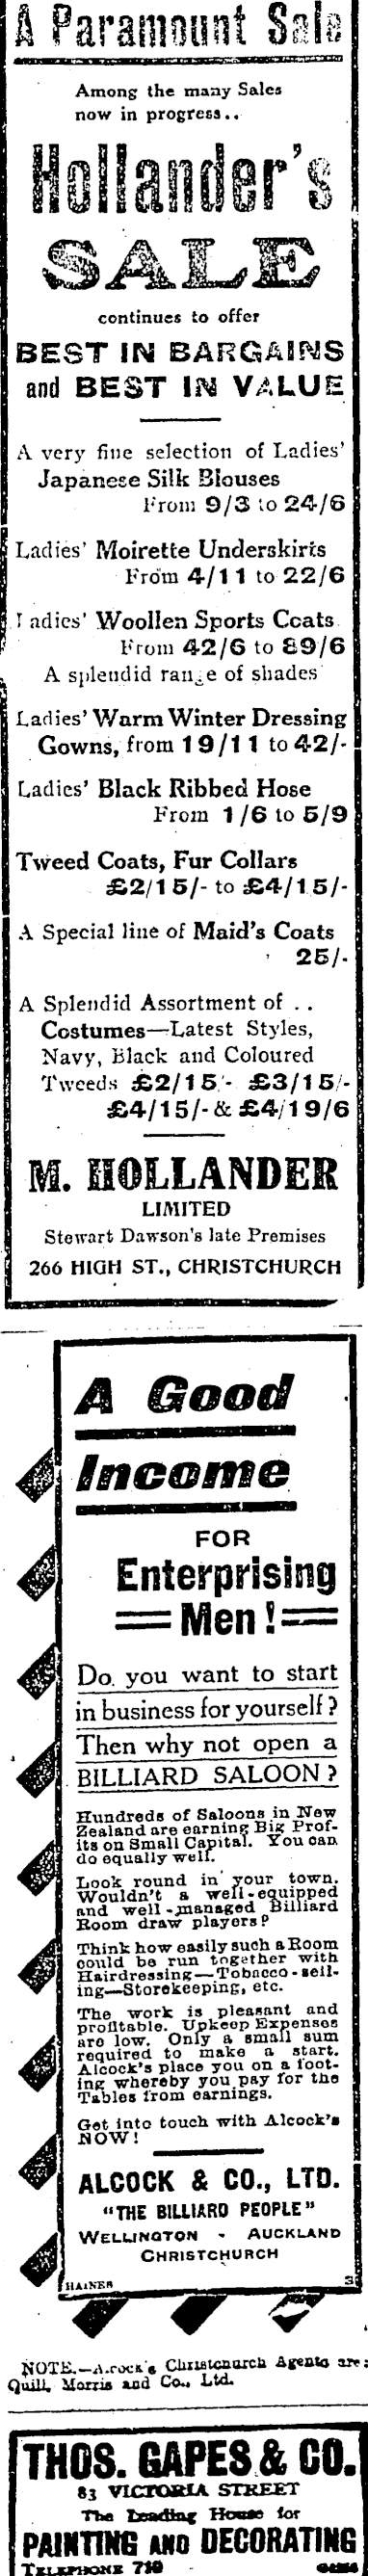 A Paramount Sale
Among the many Sales
now in progress..
Hollander's
SALE
continues to offer
BEST IN BARGAINS
and BEST IN VALUE
A very fine selection of Ladies'
Japanese Silk Blouses
From 9/3 to 24/6
Ladies' Moirette Underskirts
From 4/11 to 22/6
Ladies' Woollen Sports Coats
From 42/6 to 89/6
A splendid range of shades
Ladies' Warm Winter Dressing
Gowns, from 19/11 to 42/-
Ladies' Black Ribbed Hose
From 1/6 to 5/9
Tweed Coats, Fur Collars
£2/15/- to £4/15/-
A Special line of Maid's Coats
25/-
A Splendid Assortment of . .
Costumes—Latest Styles,
Navy, Black and Coloured
Tweeds £2/15/- £3/15/-
£4/15/- & £4/19/6
M. HOLLANDER
LIMITED
Stewart Dawson's late Premises
266 HIGH ST., CHRISTCHURCH
A Good
Income
FOR
Enterprising
Men!
Do you want to start
in business for yourself?
Then why not open a
BILLIARD SALOON?
Hundreds of Saloons in New
Zealand are earning Big Prof-
its on Small Capital. You can
do equally well.
Look round in your town.
Wouldn't a well-equipped
and well-managed Billiard
Room draw players?
Think how easily such a Room
could be run together with
Hairdressing—Tobacco-sell-
ing—Storekeeping, etc.
The work is pleasant and
profitable. Upkeep Expenses
are low. Only a small sum
required to make a start.
Alcock's place you on a foot-
ing whereby you pay for the
Tables from earnings.
Get into touch with Alcock's
NOW!
ALCOCK & CO., LTD.
"THE BILLIARD PEOPLE"
WELLINGTON - AUCKLAND
CHRISTCHURCH
HAINES 3
NOTE.—Alcock's Christchurch Agents are:
Quill, Morris and Co., Ltd.
THOS. GAPES & CO.
83 VICTORIA STREET
The Leading House for
PAINTING AND DECORATING
TELEPHONE 710